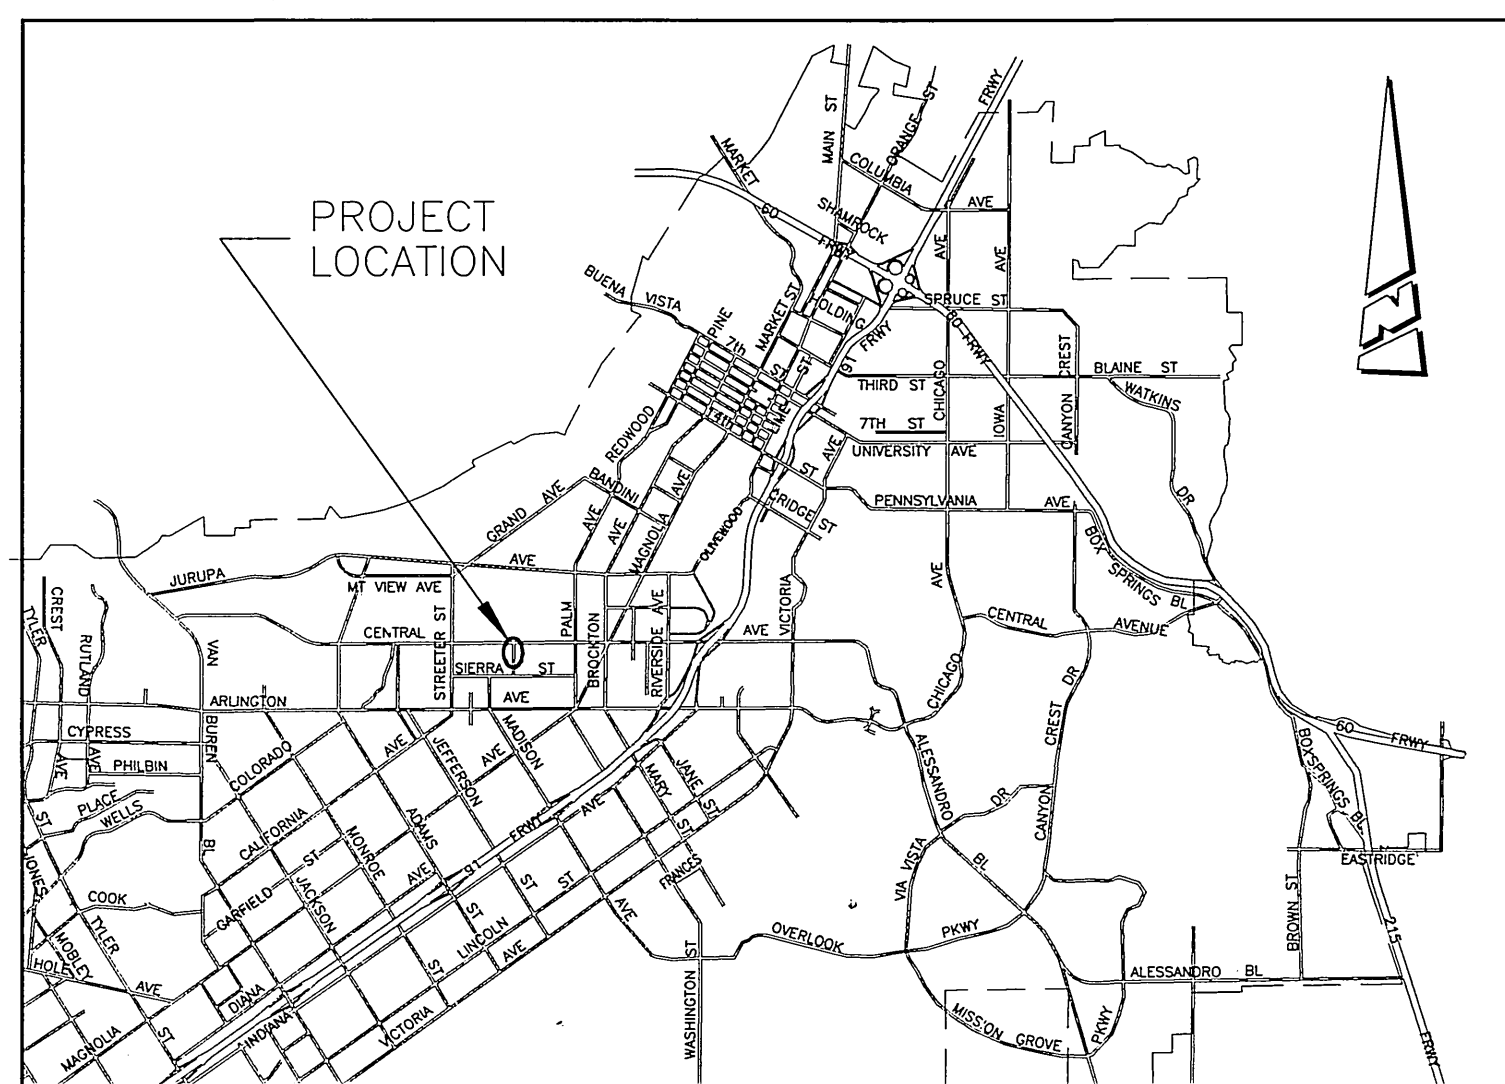 PROJECT
LOCATION
MARKET
MAIN ST
ORANGE ST
FRWY
COLUMBIA AVE
60 FRWY
SHAMROCK
BUENA VISTA
PINE
7th ST
MARKET ST
HOLDING
91 FRWY
SPRUCE ST
60 FRWY
CHICAGO AVE
IOWA AVE
CANYON CREST
BLAINE ST
WATKINS DR
THIRD ST
7TH ST
UNIVERSITY AVE
REDWOOD
14th ST
LIME ST
GRAND AVE
BANDINI AVE
AVE
MAGNOLIA AVE
OLIVEWOOD
CRIDGE ST
AVE
PENNSYLVANIA AVE
BOX SPRINGS BL
JURUPA AVE
MT VIEW AVE
STREETER ST
PALM
BROCKTON
RIVERSIDE AVE
VICTORIA
AVE
CENTRAL AVE
CENTRAL AVENUE
SIERRA ST
CREST
TYLER
RUTLAND
VAN BUREN BL
ARLINGTON AVE
CHICAGO
CREST DR
CYPRESS
AVE
AVE
PHILBIN
PLACE
WELLS
ST
COLORADO AVE
JEFFERSON
MADISON
AVE
MARY ST
JANE ST
ALESSANDRO BL
DR
CANYON
60 FRWY
BOXSPRINGS BL
CALIFORNIA
MONROE
ADAMS
91 FRWY
AVE
FRANCES
VIA VISTA
EASTRIDGE
JONES
COOK
GARFIELD ST
JACKSON
AVE
ST
ST
LINCOLN ST
AVE
TYLER ST
MOBLEY
HOLE AVE
OVERLOOK PKWY
BROWN ST
215 FRWY
ALESSANDRO BL
DIANA
INDIANA
ST
VICTORIA AVE
WASHINGTON ST
MISSION GROVE PKWY
MAGNOLIA